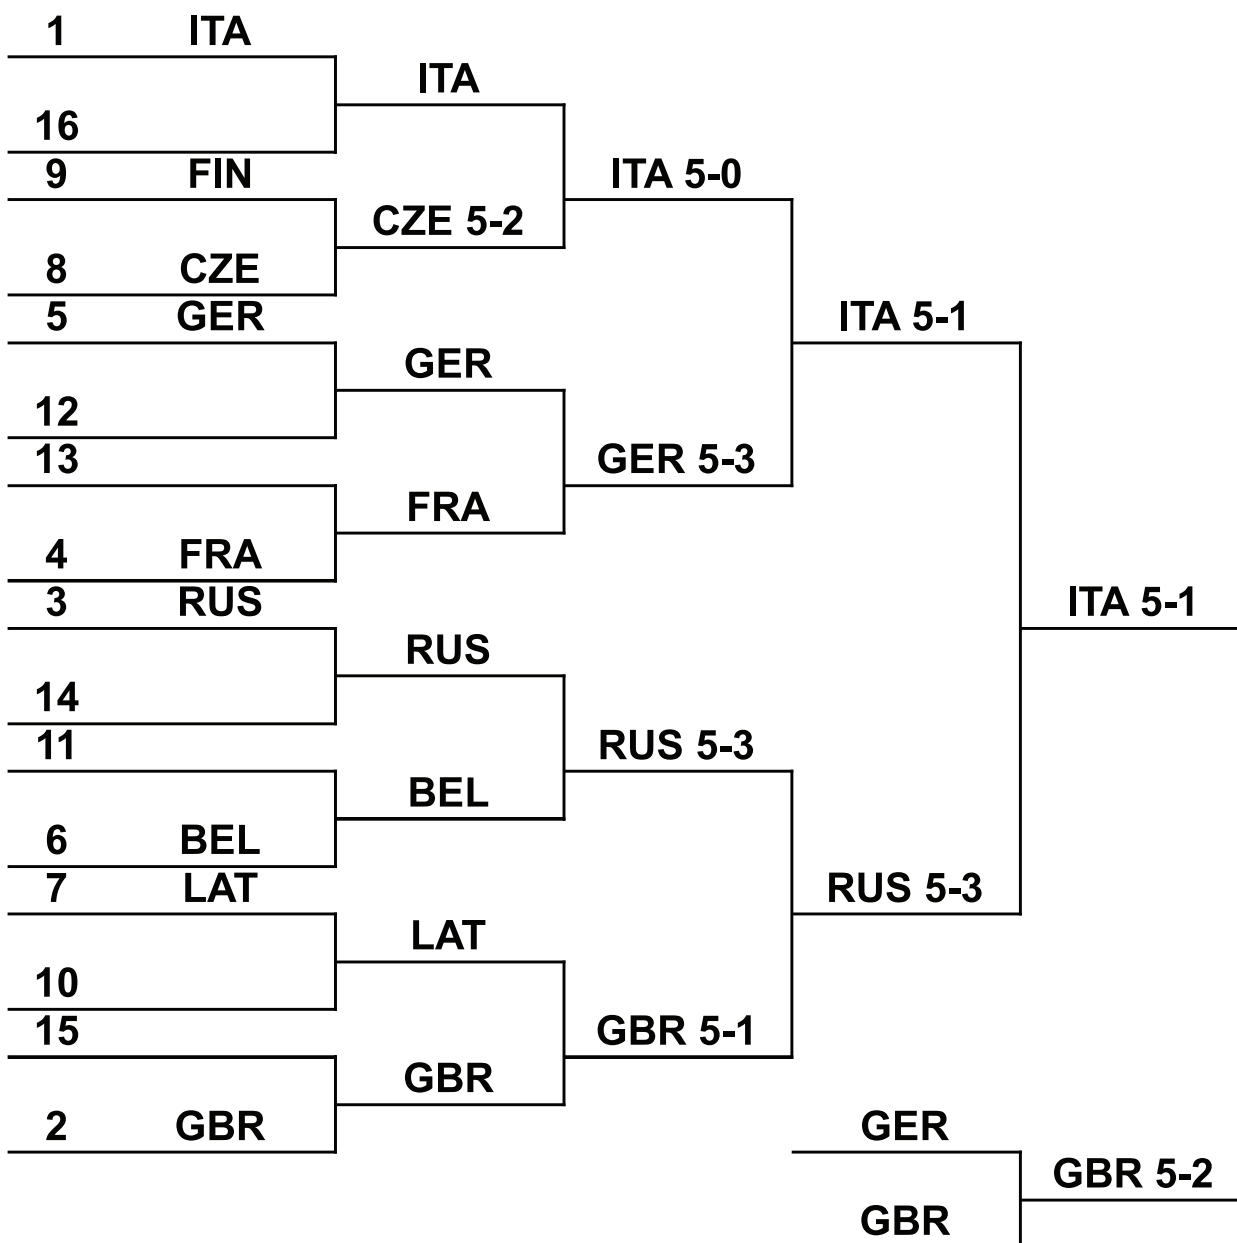 1 ITA
ITA
16
9 FIN
ITA 5-0
CZE 5-2
8 CZE
5 GER
ITA 5-1
GER
12
13
GER 5-3
FRA
4 FRA
3 RUS
ITA 5-1
RUS
14
11
RUS 5-3
BEL
6 BEL
7 LAT
RUS 5-3
LAT
10
15
GBR 5-1
GBR
2 GBR
GER
GBR 5-2
GBR